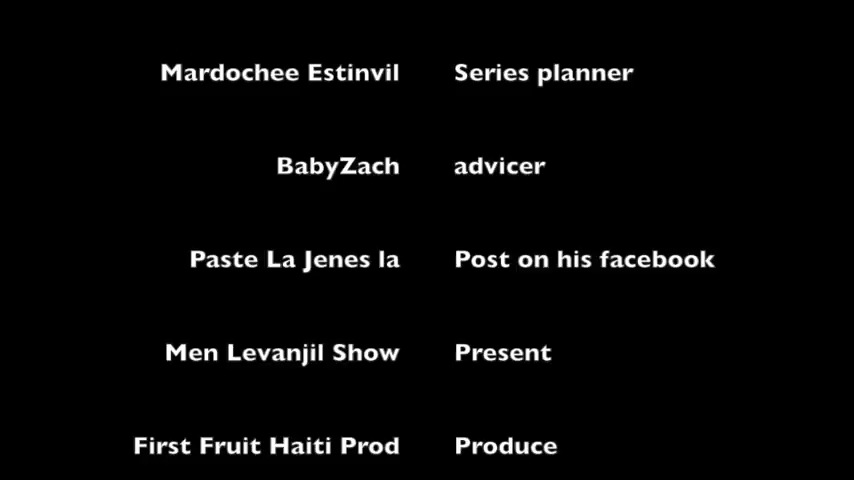 Mardochee Estinvil Series planner
BabyZach advicer
Paste La Jenes la Post on his facebook
Men Levanjil Show Present
First Fruit Haiti Prod Produce